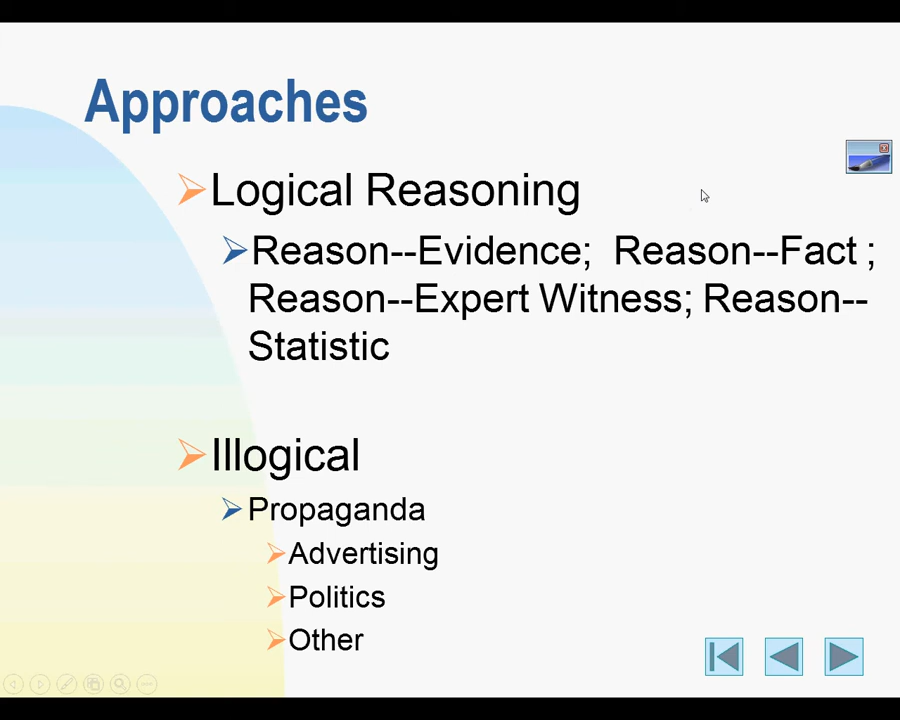 Approaches
Logical Reasoning
Reason--Evidence;  Reason--Fact ;
Reason--Expert Witness; Reason--
Statistic
Illogical
Propaganda
Advertising
Politics
Other